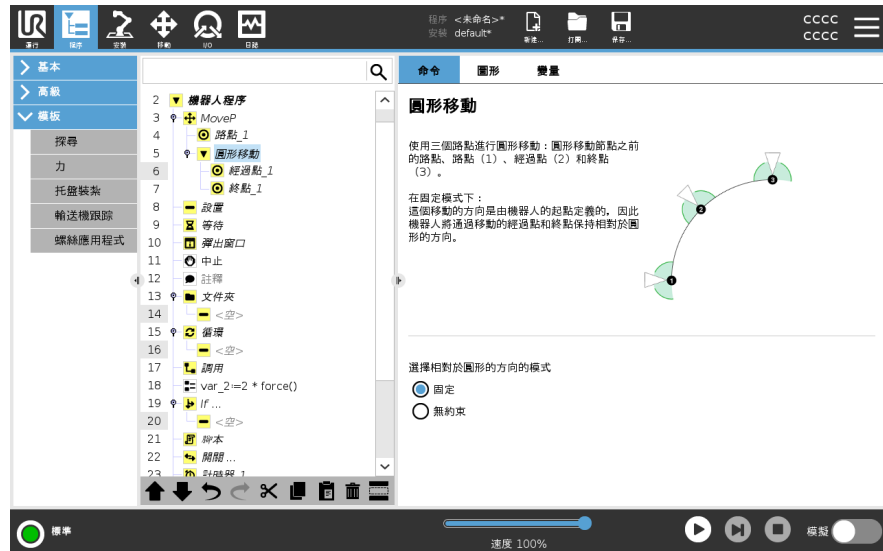 UR
運行
程序
安裝
移動
I/O
日誌
程序 <未命名>*
安裝 default*
新建...
打開...
保存...
cccc
cccc
基本
高級
模板
探尋
力
托盤裝紮
輸送機跟踪
螺絲應用程式
2 機器人程序
3 MoveP
4 路點_1
5 圓形移動
6 經過點_1
7 終點_1
8 設置
9 等待
10 彈出窗口
11 中止
12 註釋
13 文件夾
14 <空>
15 循環
16 <空>
17 調用
18 var_2:=2 * force()
19 If ...
20 <空>
21 腳本
22 開關 ...
23 計時器_1
命令
圖形
變量
圓形移動
使用三個路點進行圓形移動：圓形移動節點之前
的路點、路點（1）、經過點（2）和終點
（3）。
在固定模式下：
這個移動的方向是由機器人的起點定義的，因此
機器人將通過移動的經過點和終點保持相對於圓
形的方向。
1
2
3
選擇相對於圓形的方向的模式
固定
無約束
標準
速度 100%
模擬